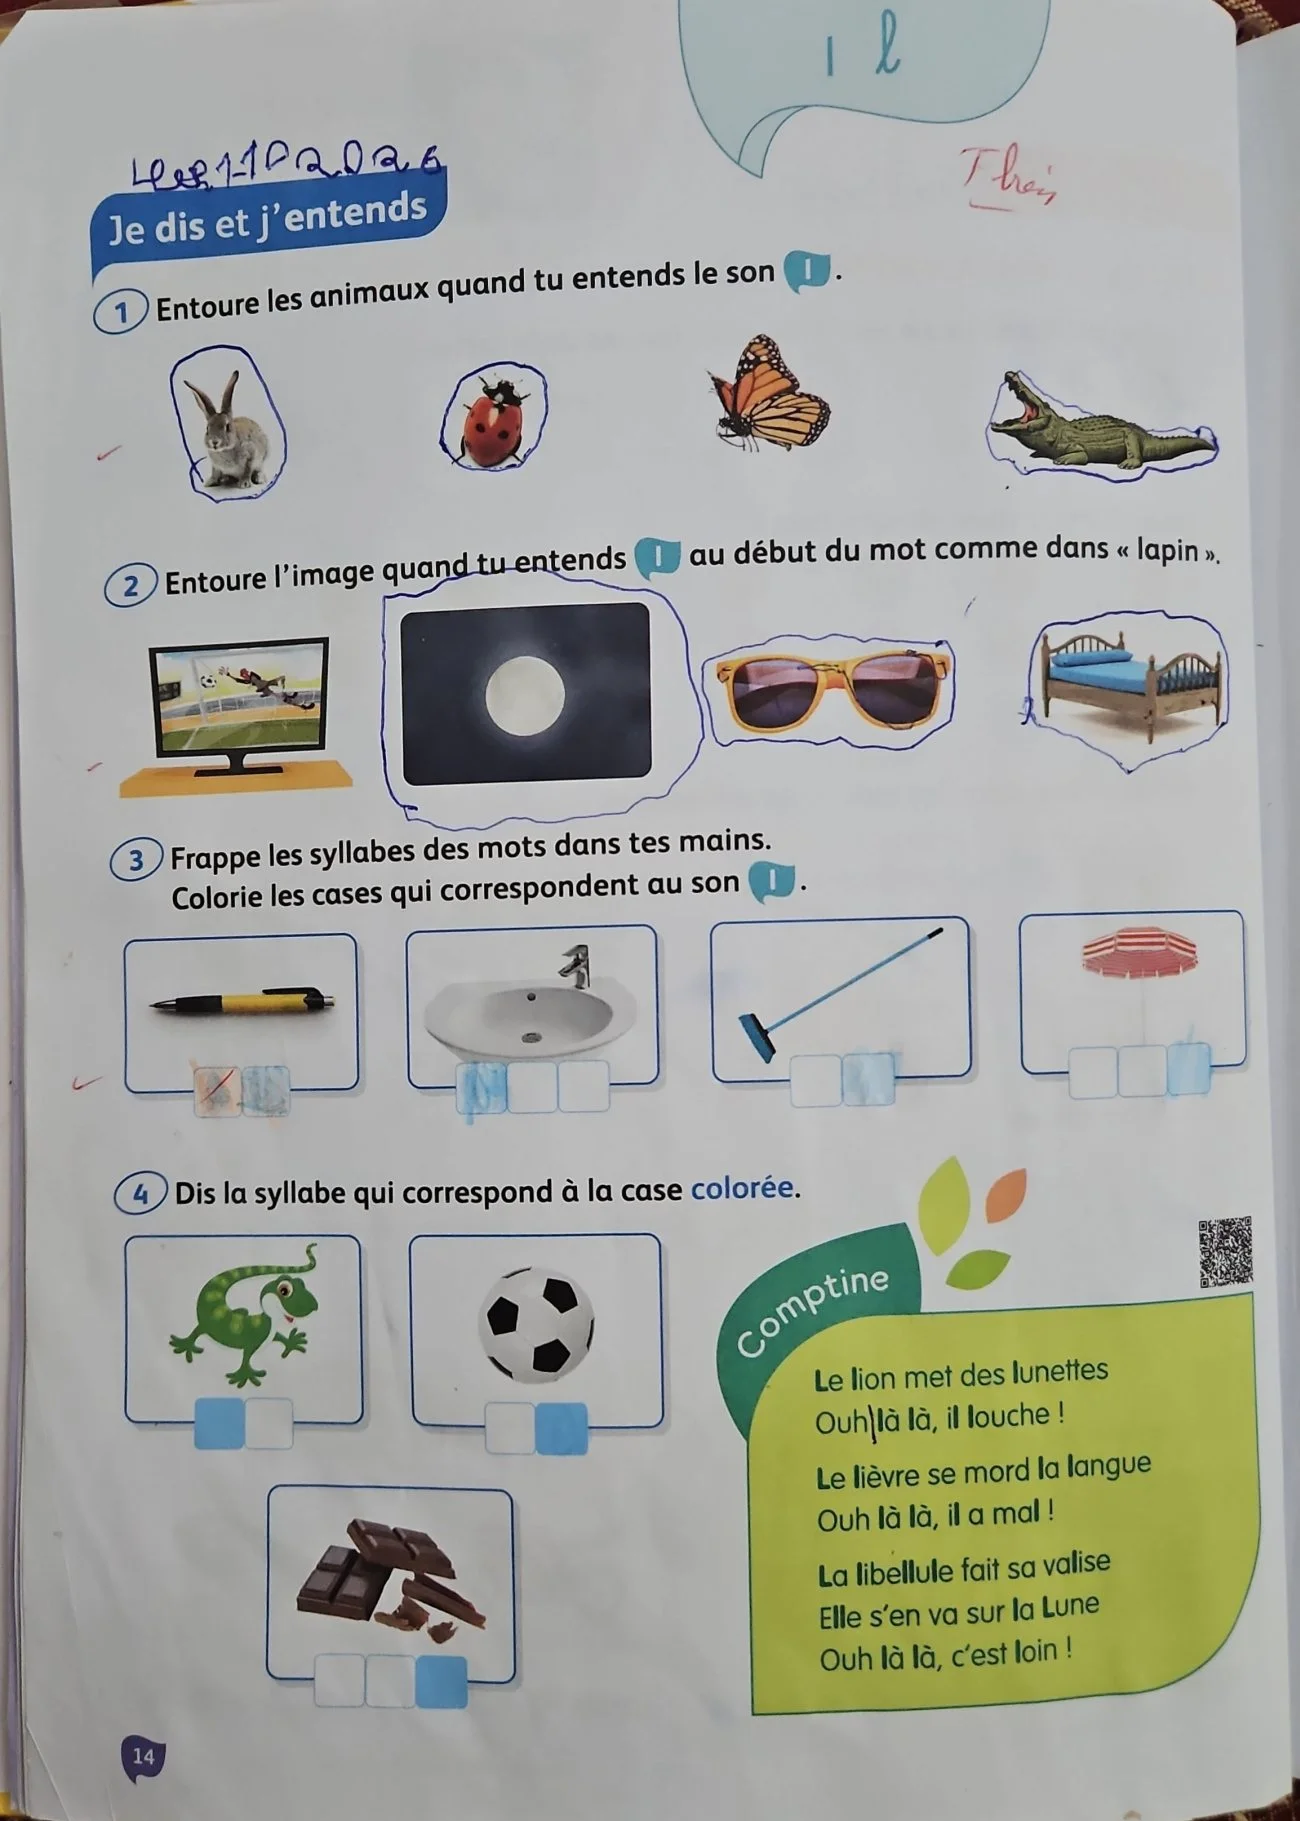 l l
Je dis et j'entends
1 Entoure les animaux quand tu entends le son l .
2 Entoure l'image quand tu entends l au début du mot comme dans « lapin ».
3 Frappe les syllabes des mots dans tes mains.
Colorie les cases qui correspondent au son l .
4 Dis la syllabe qui correspond à la case colorée.
Comptine
Le lion met des lunettes
Ouh là là, il louche !
Le lièvre se mord la langue
Ouh là là, il a mal !
La libellule fait sa valise
Elle s'en va sur la Lune
Ouh là là, c'est loin !
14